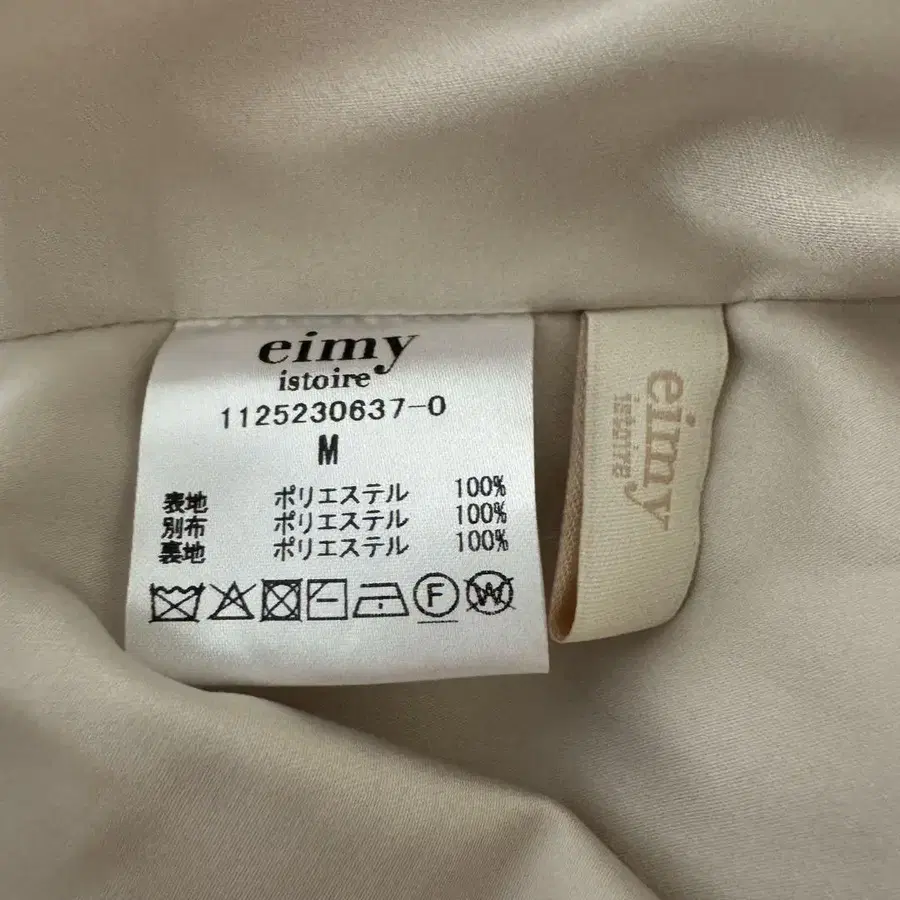 eimy
istoire
1125230637-0
M
表地 ポリエステル 100%
別布 ポリエステル 100%
裏地 ポリエステル 100%
F
W
eimy
istoire